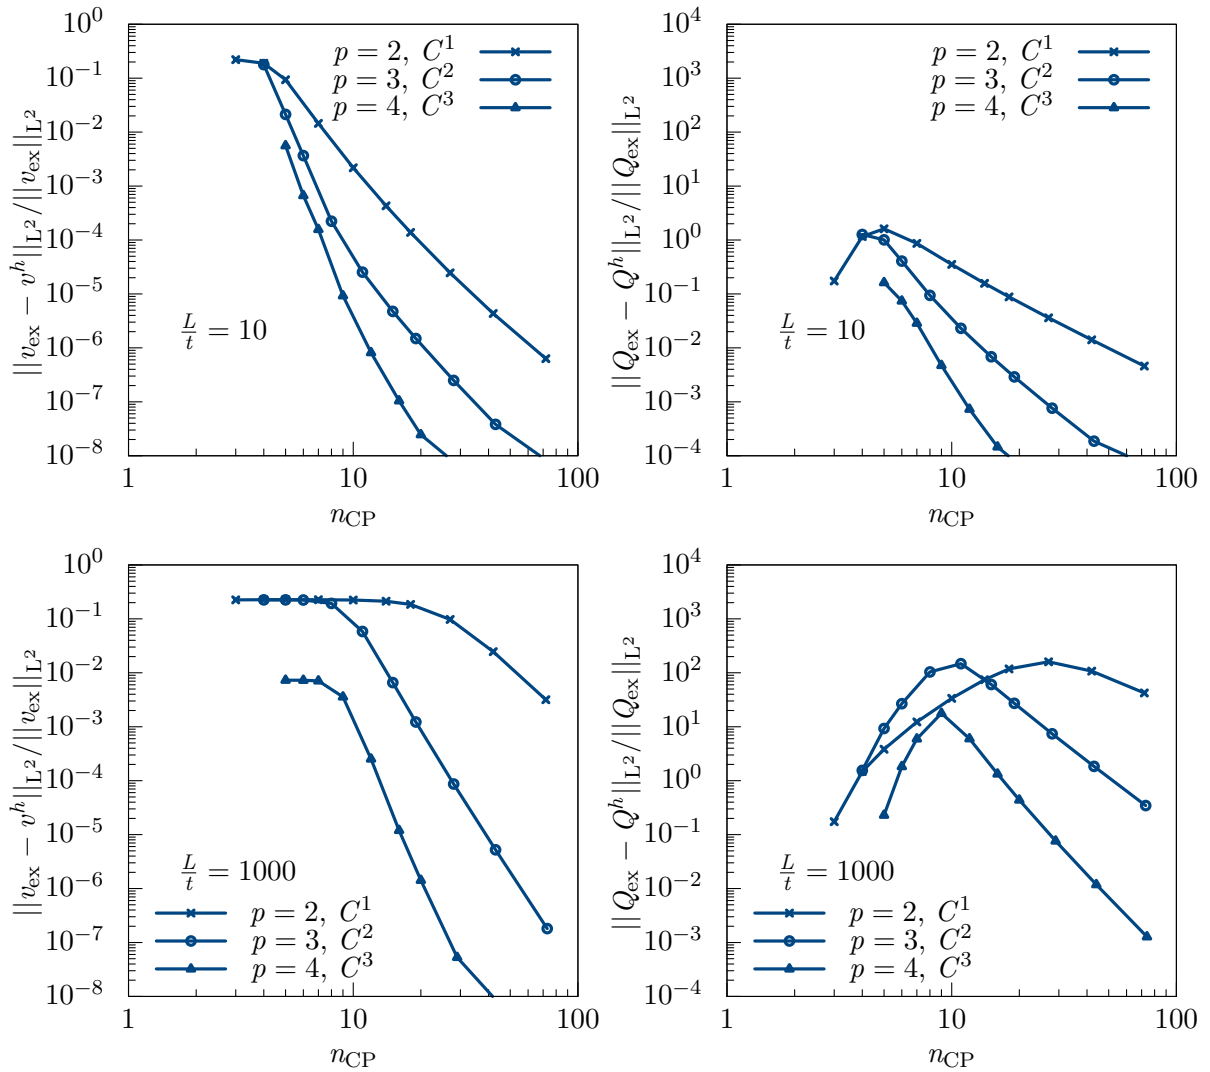 10^0
10^-1
10^-2
10^-3
10^-4
10^-5
10^-6
10^-7
10^-8
1 10 100
n_CP
||v_ex − v^h||_L² / ||v_ex||_L²
p = 2, C^1
p = 3, C^2
p = 4, C^3
L/t = 10
10^4
10^3
10^2
10^1
10^0
10^-1
10^-2
10^-3
10^-4
1 10 100
n_CP
||Q_ex − Q^h||_L² / ||Q_ex||_L²
p = 2, C^1
p = 3, C^2
p = 4, C^3
L/t = 10
10^0
10^-1
10^-2
10^-3
10^-4
10^-5
10^-6
10^-7
10^-8
1 10 100
n_CP
||v_ex − v^h||_L² / ||v_ex||_L²
L/t = 1000
p = 2, C^1
p = 3, C^2
p = 4, C^3
10^4
10^3
10^2
10^1
10^0
10^-1
10^-2
10^-3
10^-4
1 10 100
n_CP
||Q_ex − Q^h||_L² / ||Q_ex||_L²
L/t = 1000
p = 2, C^1
p = 3, C^2
p = 4, C^3